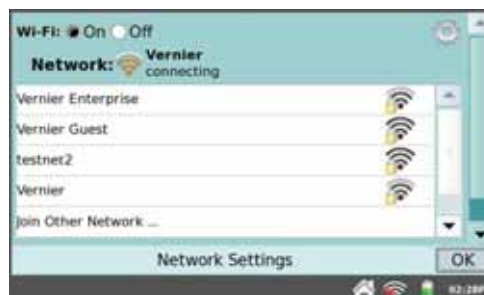 Wi-Fi: On Off
Network: Vernier
connecting
Vernier Enterprise
Vernier Guest
testnet2
Vernier
Join Other Network ...
Network Settings
OK